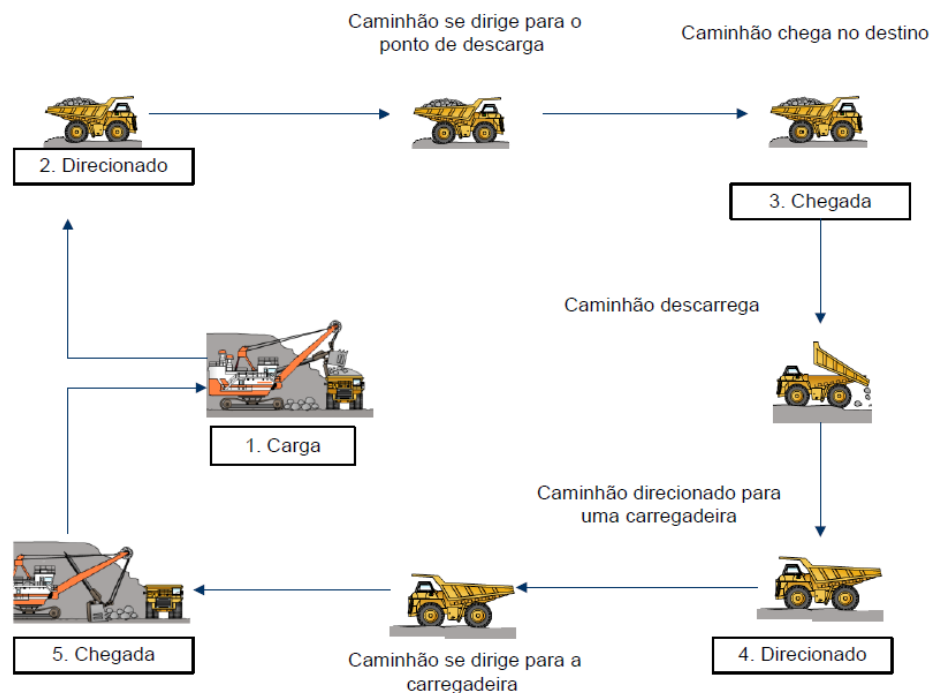 Caminhão se dirige para o
ponto de descarga
Caminhão chega no destino
2. Direcionado
3. Chegada
Caminhão descarrega
1. Carga
Caminhão direcionado para
uma carregadeira
5. Chegada
Caminhão se dirige para a
carregadeira
4. Direcionado